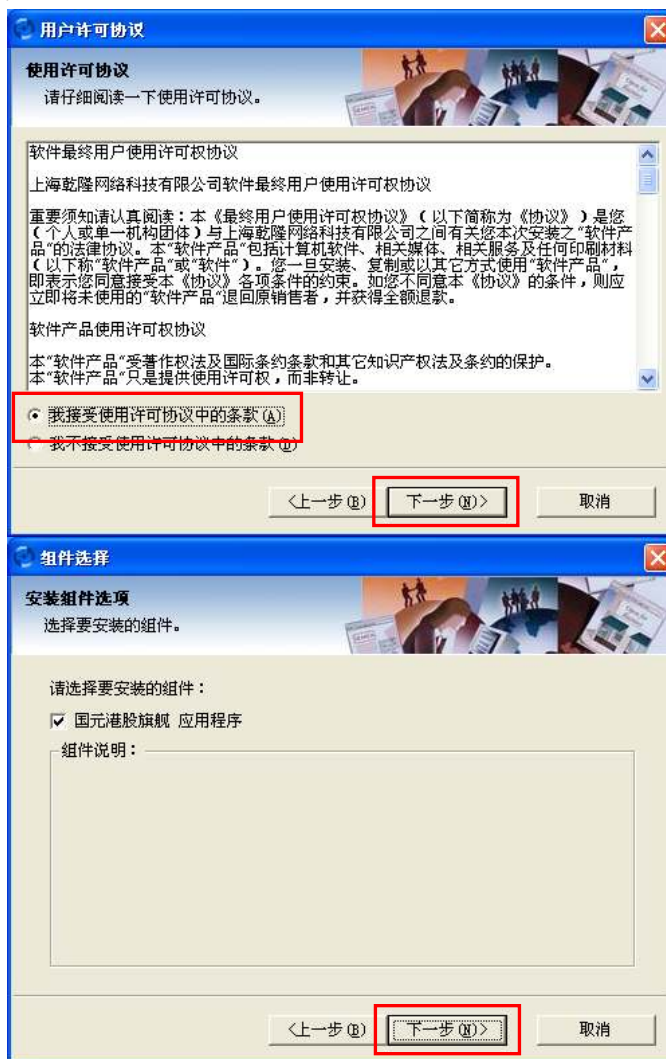 用户许可协议
使用许可协议
请仔细阅读一下使用许可协议。
软件最终用户使用许可权协议
上海乾隆网络科技有限公司软件最终用户使用许可权协议
重要须知请认真阅读：本《最终用户使用许可权协议》（以下简称为《协议》）是您
（个人或单一机构团体）与上海乾隆网络科技有限公司之间有关您本次安装之“软件产
品”的法律协议。本“软件产品”包括计算机软件、相关媒体、相关服务及任何印刷材料
（以下称“软件产品”或“软件”）。您一旦安装、复制或以其它方式使用“软件产品”，
即表示您同意接受本《协议》各项条件的约束。如您不同意本《协议》的条件，则应
立即将未使用的“软件产品”退回原销售者，并获得全额退款。
软件产品使用许可权协议
本“软件产品”受著作权法及国际条约条款和其它知识产权法及条约的保护。
本“软件产品”只是提供使用许可权，而非转让。
我接受使用许可协议中的条款(A)
我不接受使用许可协议中的条款(D)
<上一步(B) 下一步(N)> 取消
组件选择
安装组件选项
选择要安装的组件。
请选择要安装的组件：
国元港股旗舰 应用程序
组件说明：
<上一步(B) 下一步(N)> 取消